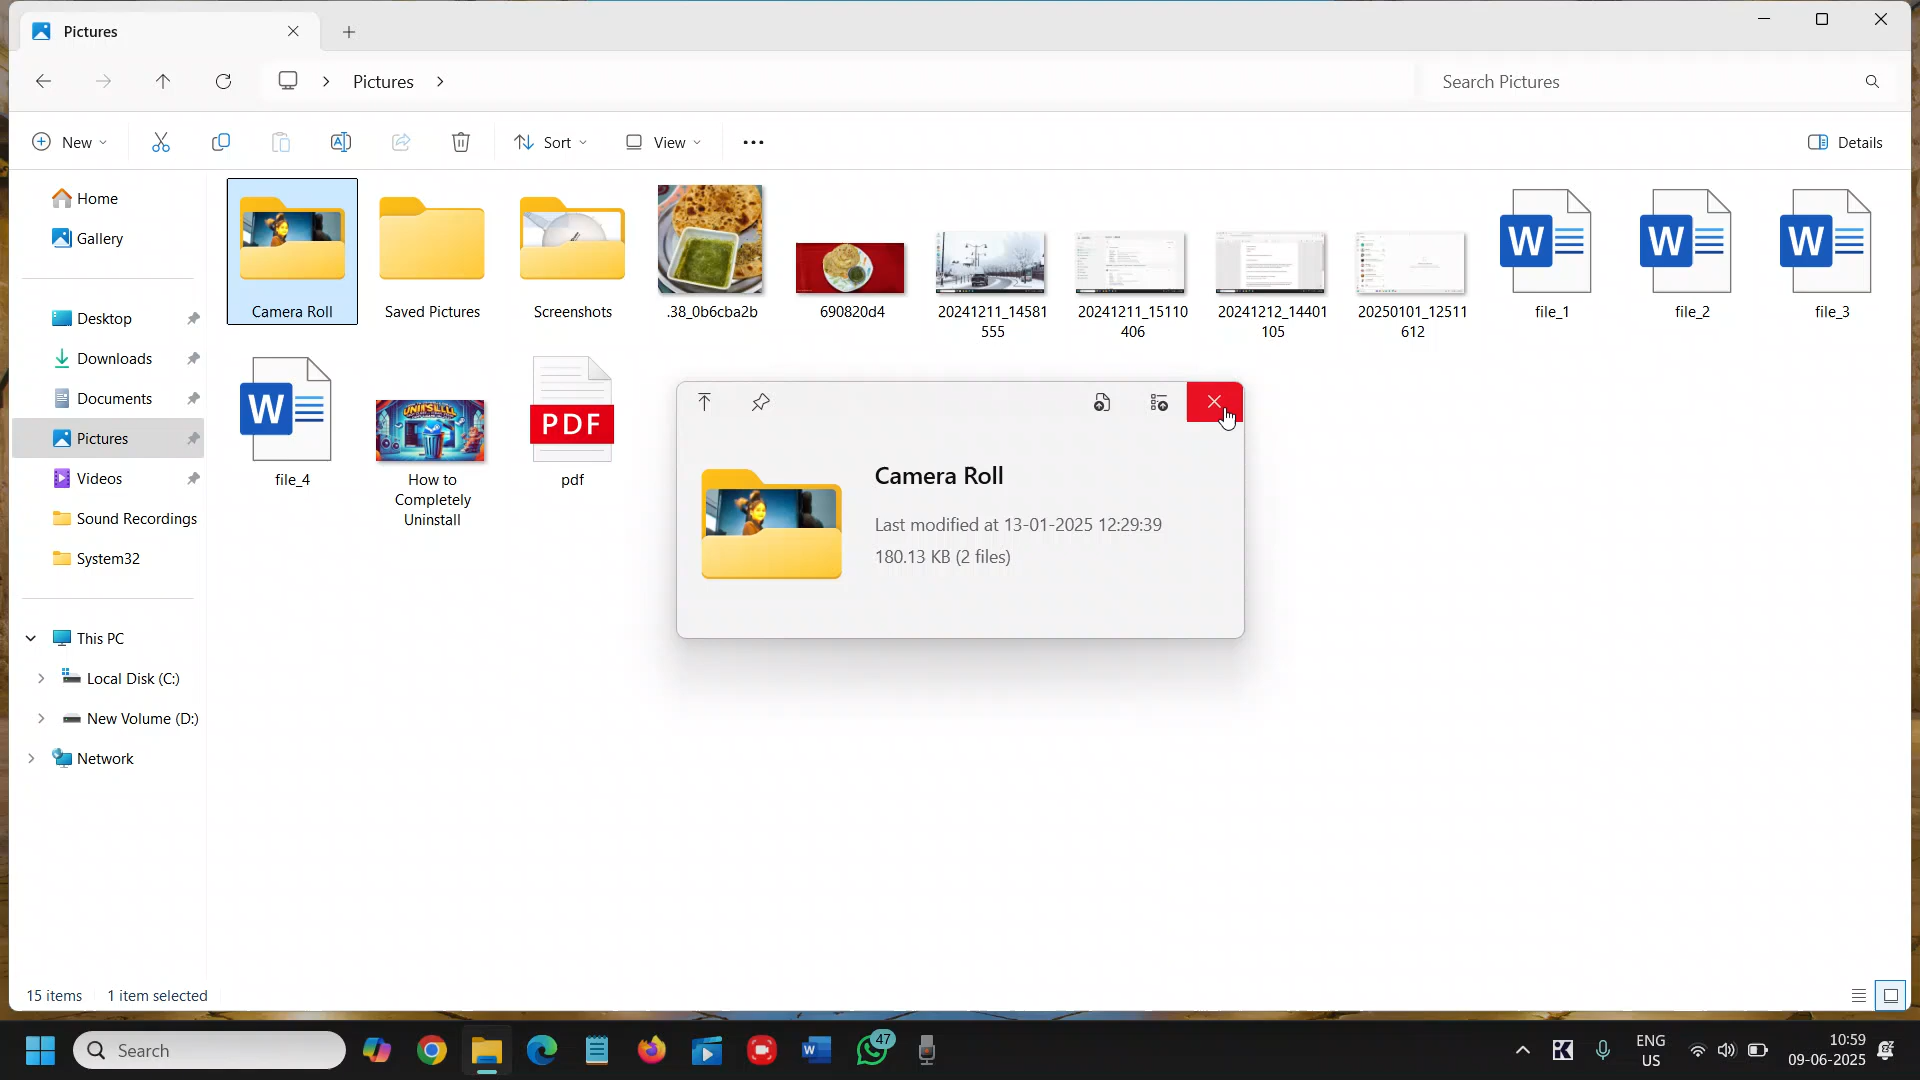 Pictures
Pictures
Search Pictures
New
Sort
View
Details
Home
Gallery
Desktop
Downloads
Documents
Pictures
Videos
Sound Recordings
System32
This PC
Local Disk (C:)
New Volume (D:)
Network
Camera Roll
Saved Pictures
Screenshots
.38_0b6cba2b
690820d4
20241211_14581
555
20241211_15110
406
20241212_14401
105
20250101_12511
612
file_1
file_2
file_3
W
W
W
W
file_4
UNINSLLLL
How to
Completely
Uninstall
PDF
pdf
Camera Roll
Last modified at 13-01-2025 12:29:39
180.13 KB (2 files)
15 items
1 item selected
Search
W
47
K
ENG
US
10:59
09-06-2025